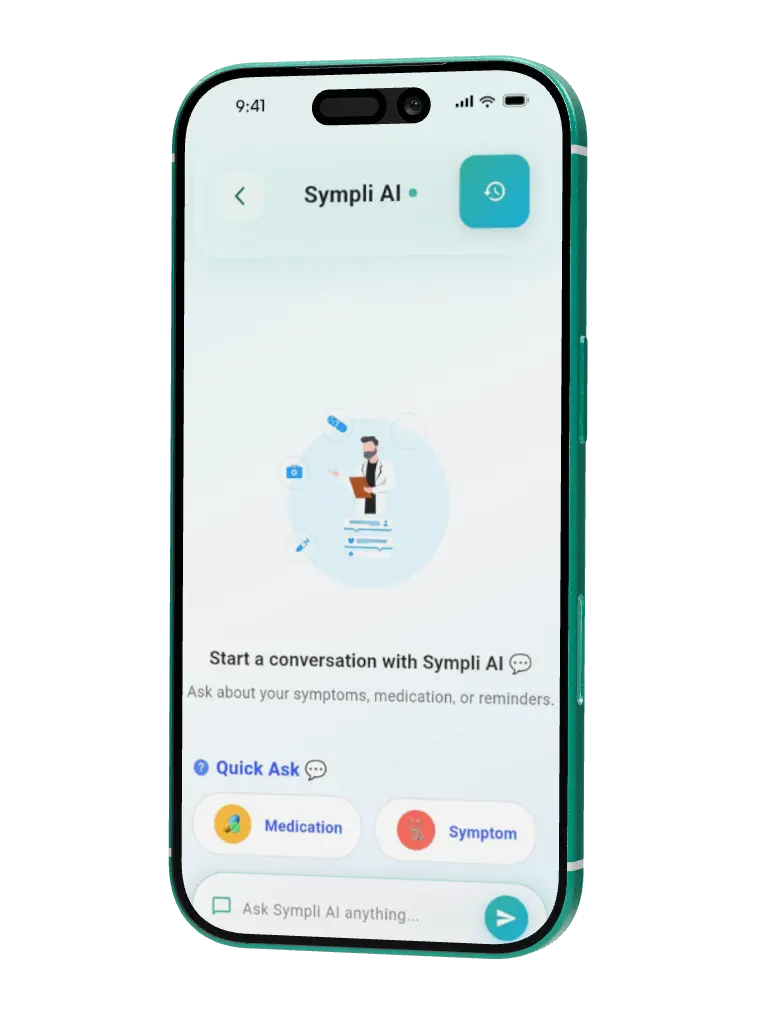 9:41
Sympli AI
Start a conversation with Sympli AI 💬
Ask about your symptoms, medication, or reminders.
? Quick Ask 💬
Medication
Symptom
Ask Sympli AI anything...